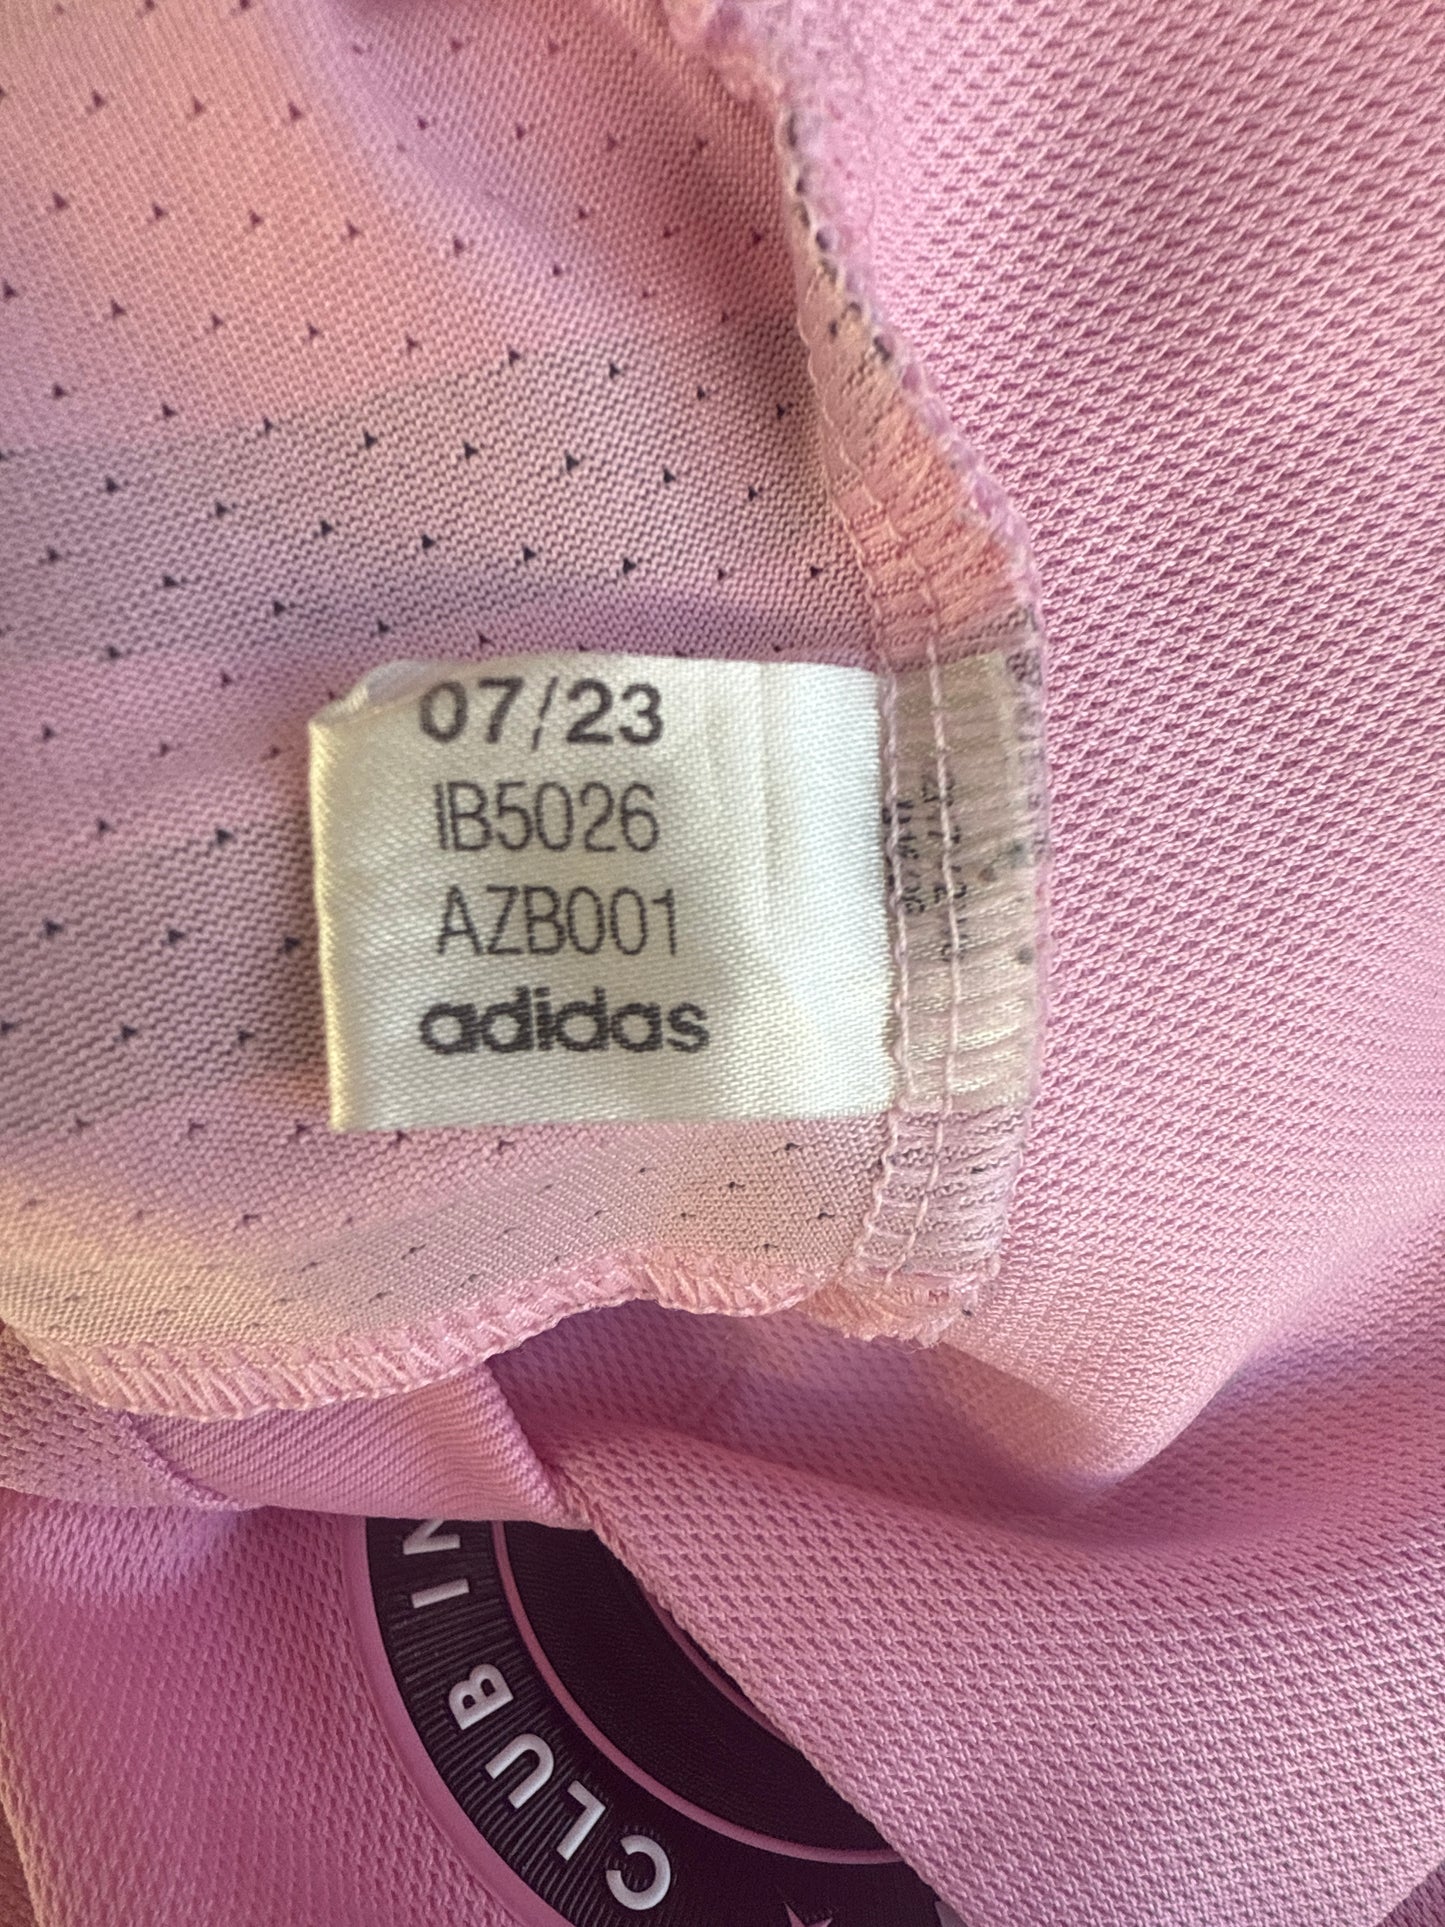 07/23
IB5026
AZB001
adidas
CLUB IN